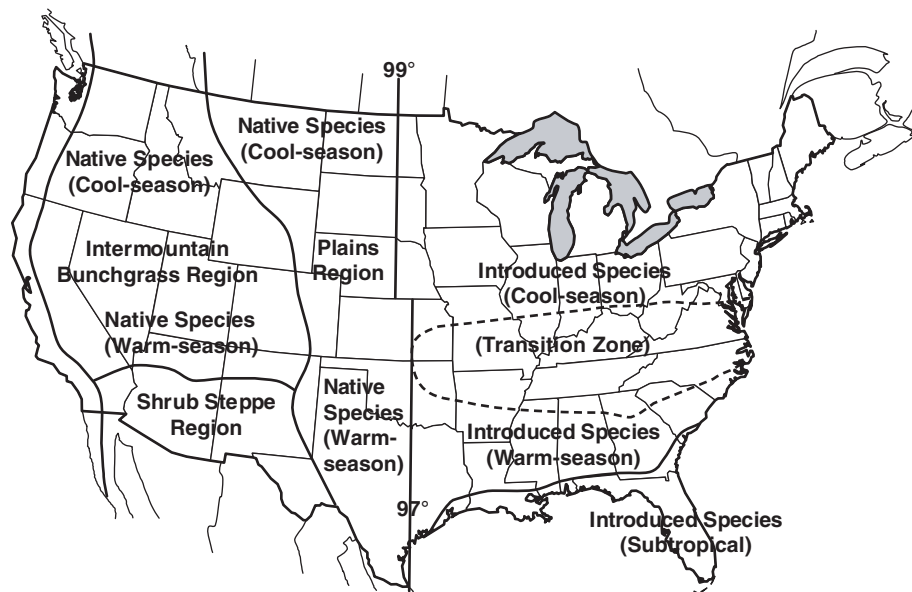 99°
Native Species
(Cool-season)
Native Species
(Cool-season)
Intermountain
Bunchgrass Region
Plains
Region
Introduced Species
(Cool-season)
Native Species
(Warm-season)
(Transition Zone)
Shrub Steppe
Region
Native
Species
(Warm-
season)
Introduced Species
(Warm-season)
97°
Introduced Species
(Subtropical)